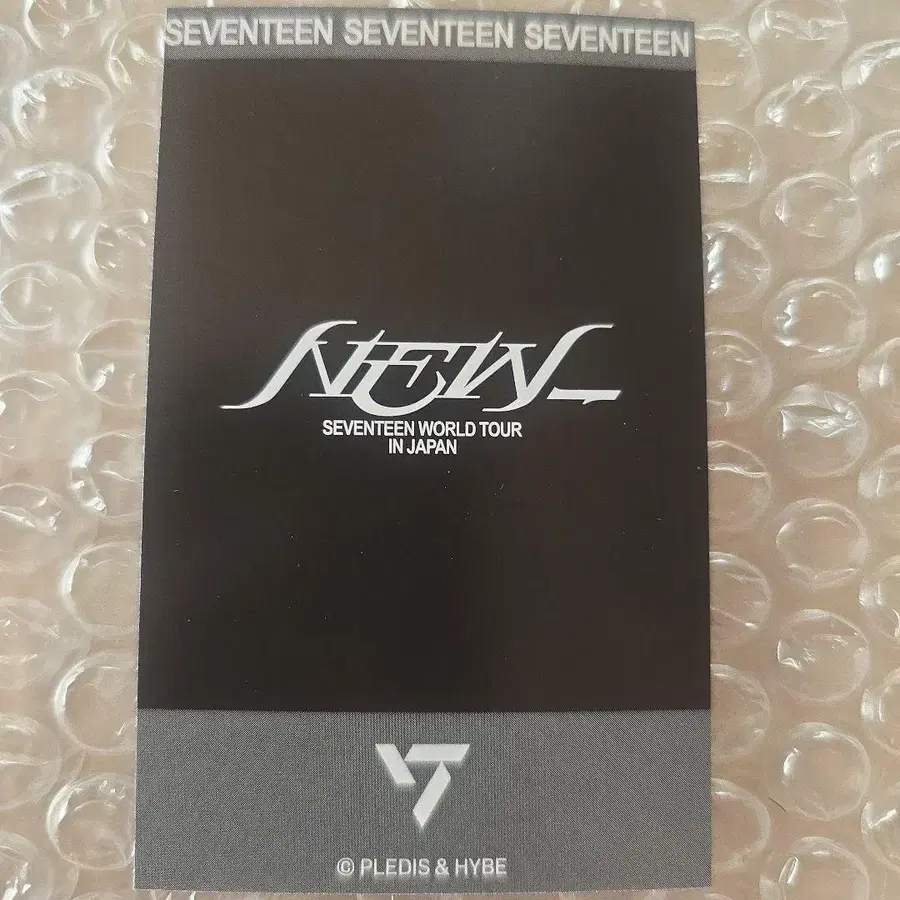 SEVENTEEN SEVENTEEN SEVENTEEN
NEW_
SEVENTEEN WORLD TOUR
IN JAPAN
© PLEDIS & HYBE